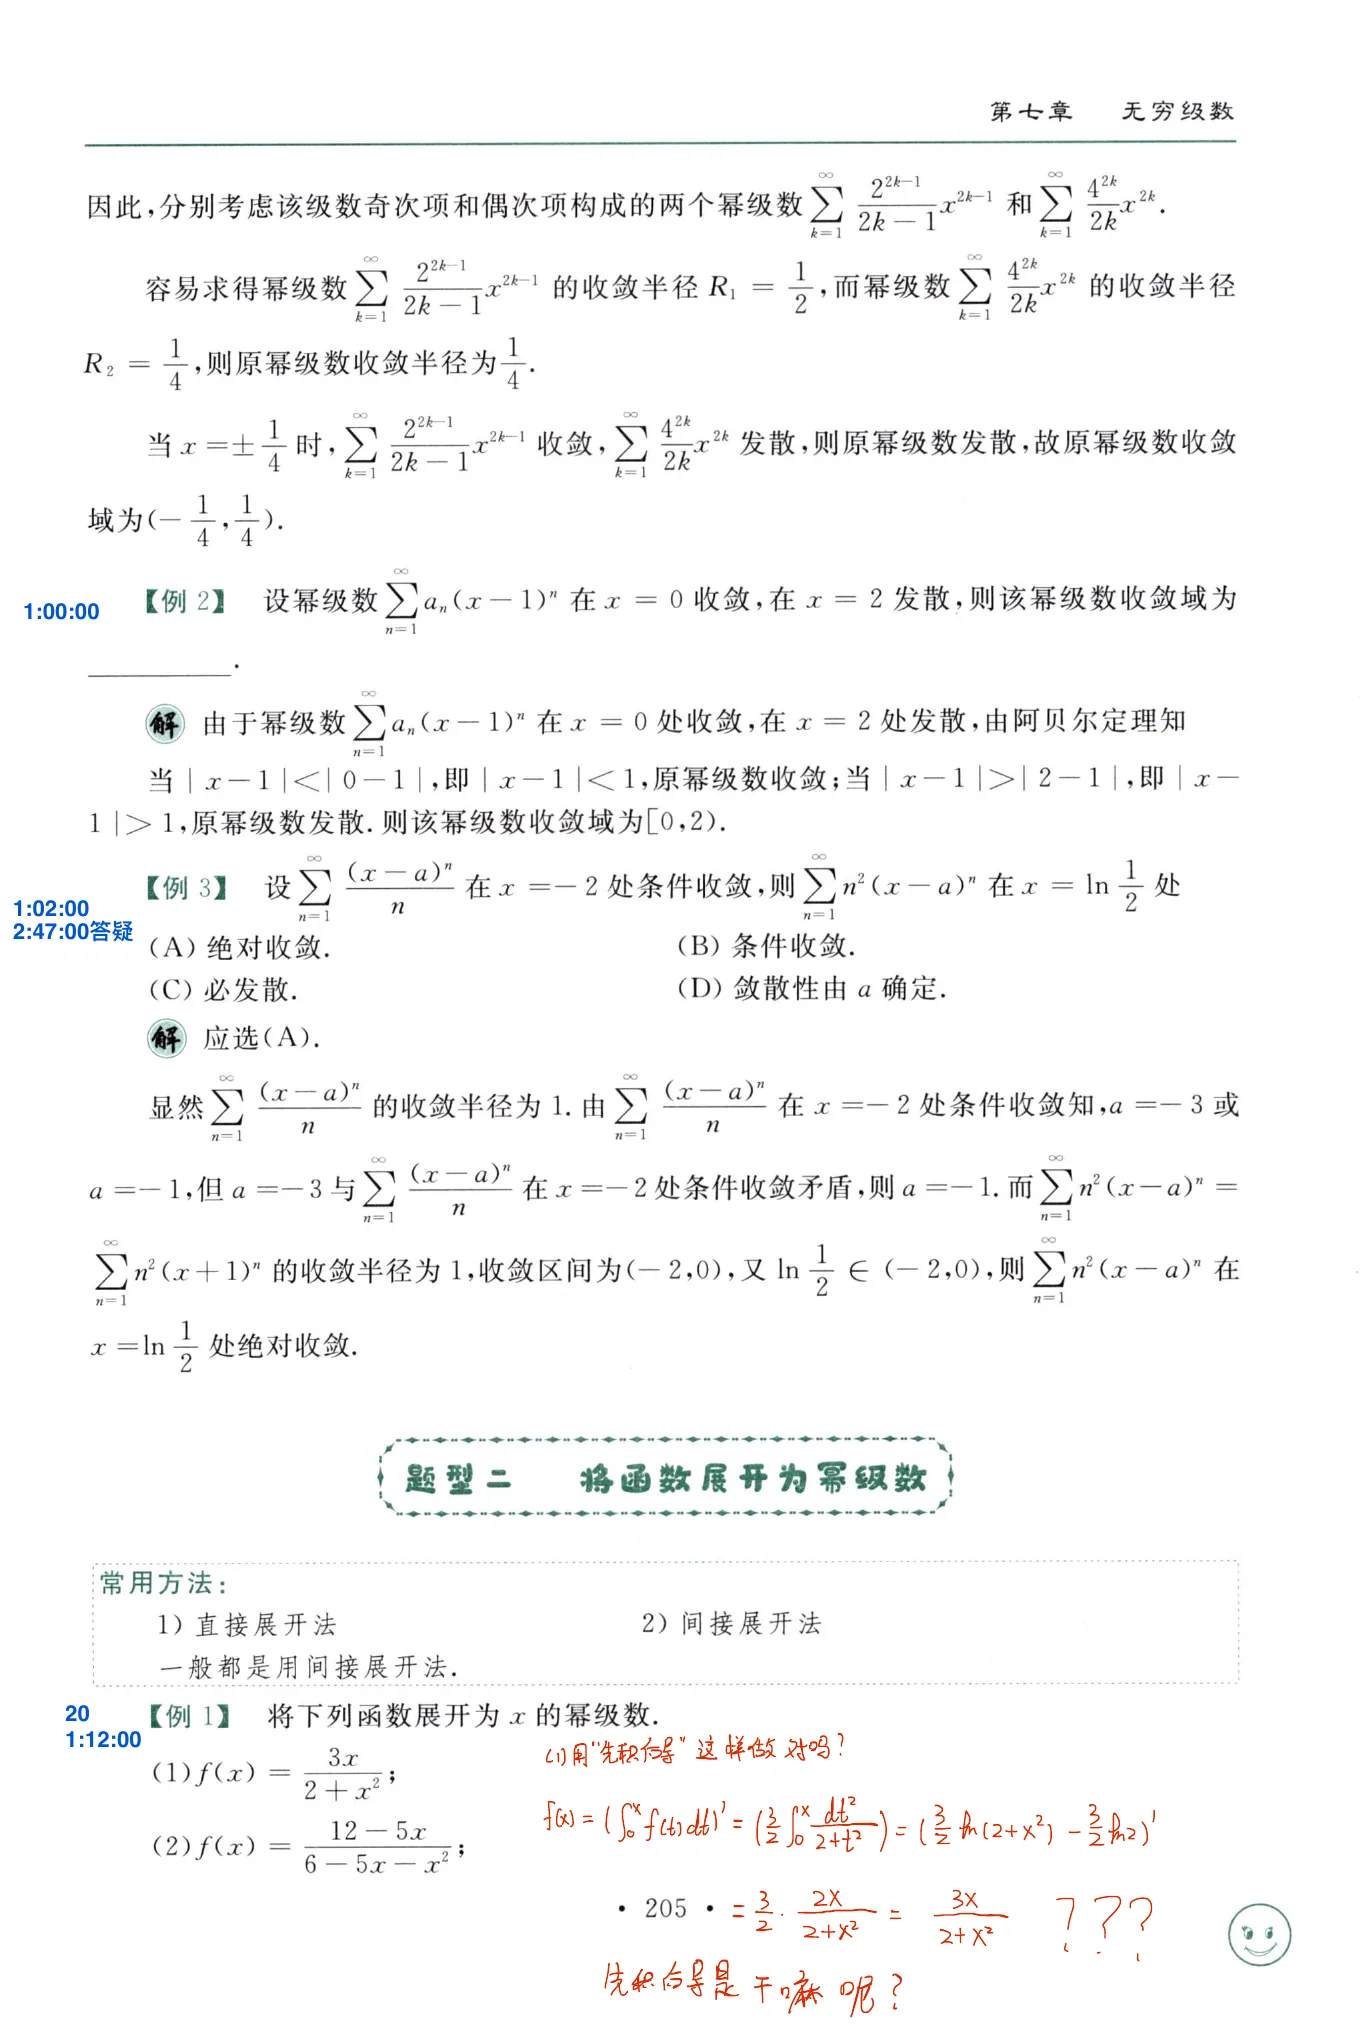 第七章 无穷级数
因此,分别考虑该级数奇次项和偶次项构成的两个幂级数 $\sum_{k=1}^{\infty} \frac{2^{2k-1}}{2k-1}x^{2k-1}$ 和 $\sum_{k=1}^{\infty} \frac{4^{2k}}{2k}x^{2k}$.
容易求得幂级数 $\sum_{k=1}^{\infty} \frac{2^{2k-1}}{2k-1}x^{2k-1}$ 的收敛半径 $R_1 = \frac{1}{2}$,而幂级数 $\sum_{k=1}^{\infty} \frac{4^{2k}}{2k}x^{2k}$ 的收敛半径
$R_2 = \frac{1}{4}$,则原幂级数收敛半径为$\frac{1}{4}$.
当 $x = \pm\frac{1}{4}$ 时,$\sum_{k=1}^{\infty} \frac{2^{2k-1}}{2k-1}x^{2k-1}$ 收敛,$\sum_{k=1}^{\infty} \frac{4^{2k}}{2k}x^{2k}$ 发散,则原幂级数发散,故原幂级数收敛
域为$(-\frac{1}{4},\frac{1}{4})$.
1:00:00 【例 2】 设幂级数 $\sum_{n=1}^{\infty} a_n(x-1)^n$ 在 $x = 0$ 收敛,在 $x = 2$ 发散,则该幂级数收敛域为
________.
解 由于幂级数 $\sum_{n=1}^{\infty} a_n(x-1)^n$ 在 $x = 0$ 处收敛,在 $x = 2$ 处发散,由阿贝尔定理知
当 $|x-1|<|0-1|$,即 $|x-1|<1$,原幂级数收敛;当 $|x-1|>|2-1|$,即 $|x-$
$1|>1$,原幂级数发散.则该幂级数收敛域为$[0,2)$.
【例 3】 设 $\sum_{n=1}^{\infty} \frac{(x-a)^n}{n}$ 在 $x = -2$ 处条件收敛,则 $\sum_{n=1}^{\infty} n^2(x-a)^n$ 在 $x = \ln\frac{1}{2}$ 处
1:02:00
2:47:00答疑
(A) 绝对收敛. (B) 条件收敛.
(C) 必发散. (D) 敛散性由 a 确定.
解 应选(A).
显然 $\sum_{n=1}^{\infty} \frac{(x-a)^n}{n}$ 的收敛半径为 1.由 $\sum_{n=1}^{\infty} \frac{(x-a)^n}{n}$ 在 $x = -2$ 处条件收敛知,$a = -3$ 或
$a = -1$,但 $a = -3$ 与 $\sum_{n=1}^{\infty} \frac{(x-a)^n}{n}$ 在 $x = -2$ 处条件收敛矛盾,则 $a = -1$.而 $\sum_{n=1}^{\infty} n^2(x-a)^n =$
$\sum_{n=1}^{\infty} n^2(x+1)^n$ 的收敛半径为 1,收敛区间为$(-2,0)$,又 $\ln\frac{1}{2} \in (-2,0)$,则 $\sum_{n=1}^{\infty} n^2(x-a)^n$ 在
$x = \ln\frac{1}{2}$ 处绝对收敛.
题型二 将函数展开为幂级数
常用方法:
1) 直接展开法 2) 间接展开法
一般都是用间接展开法.
20 【例 1】 将下列函数展开为 x 的幂级数.
1:12:00
(1) $f(x) = \frac{3x}{2+x^2}$;
(2) $f(x) = \frac{12-5x}{6-5x-x^2}$;
(1)用"先积后导"这样做对吗?
$f(x) = (\int_0^x f(t)dt)' = (\frac{3}{2}\int_0^x \frac{dt^2}{2+t^2}) = (\frac{3}{2}\ln(2+x^2) - \frac{3}{2}\ln2)'$
· 205 ·
$= \frac{3}{2} \cdot \frac{2x}{2+x^2} = \frac{3x}{2+x^2}$ ???
先积后导是干嘛呢?